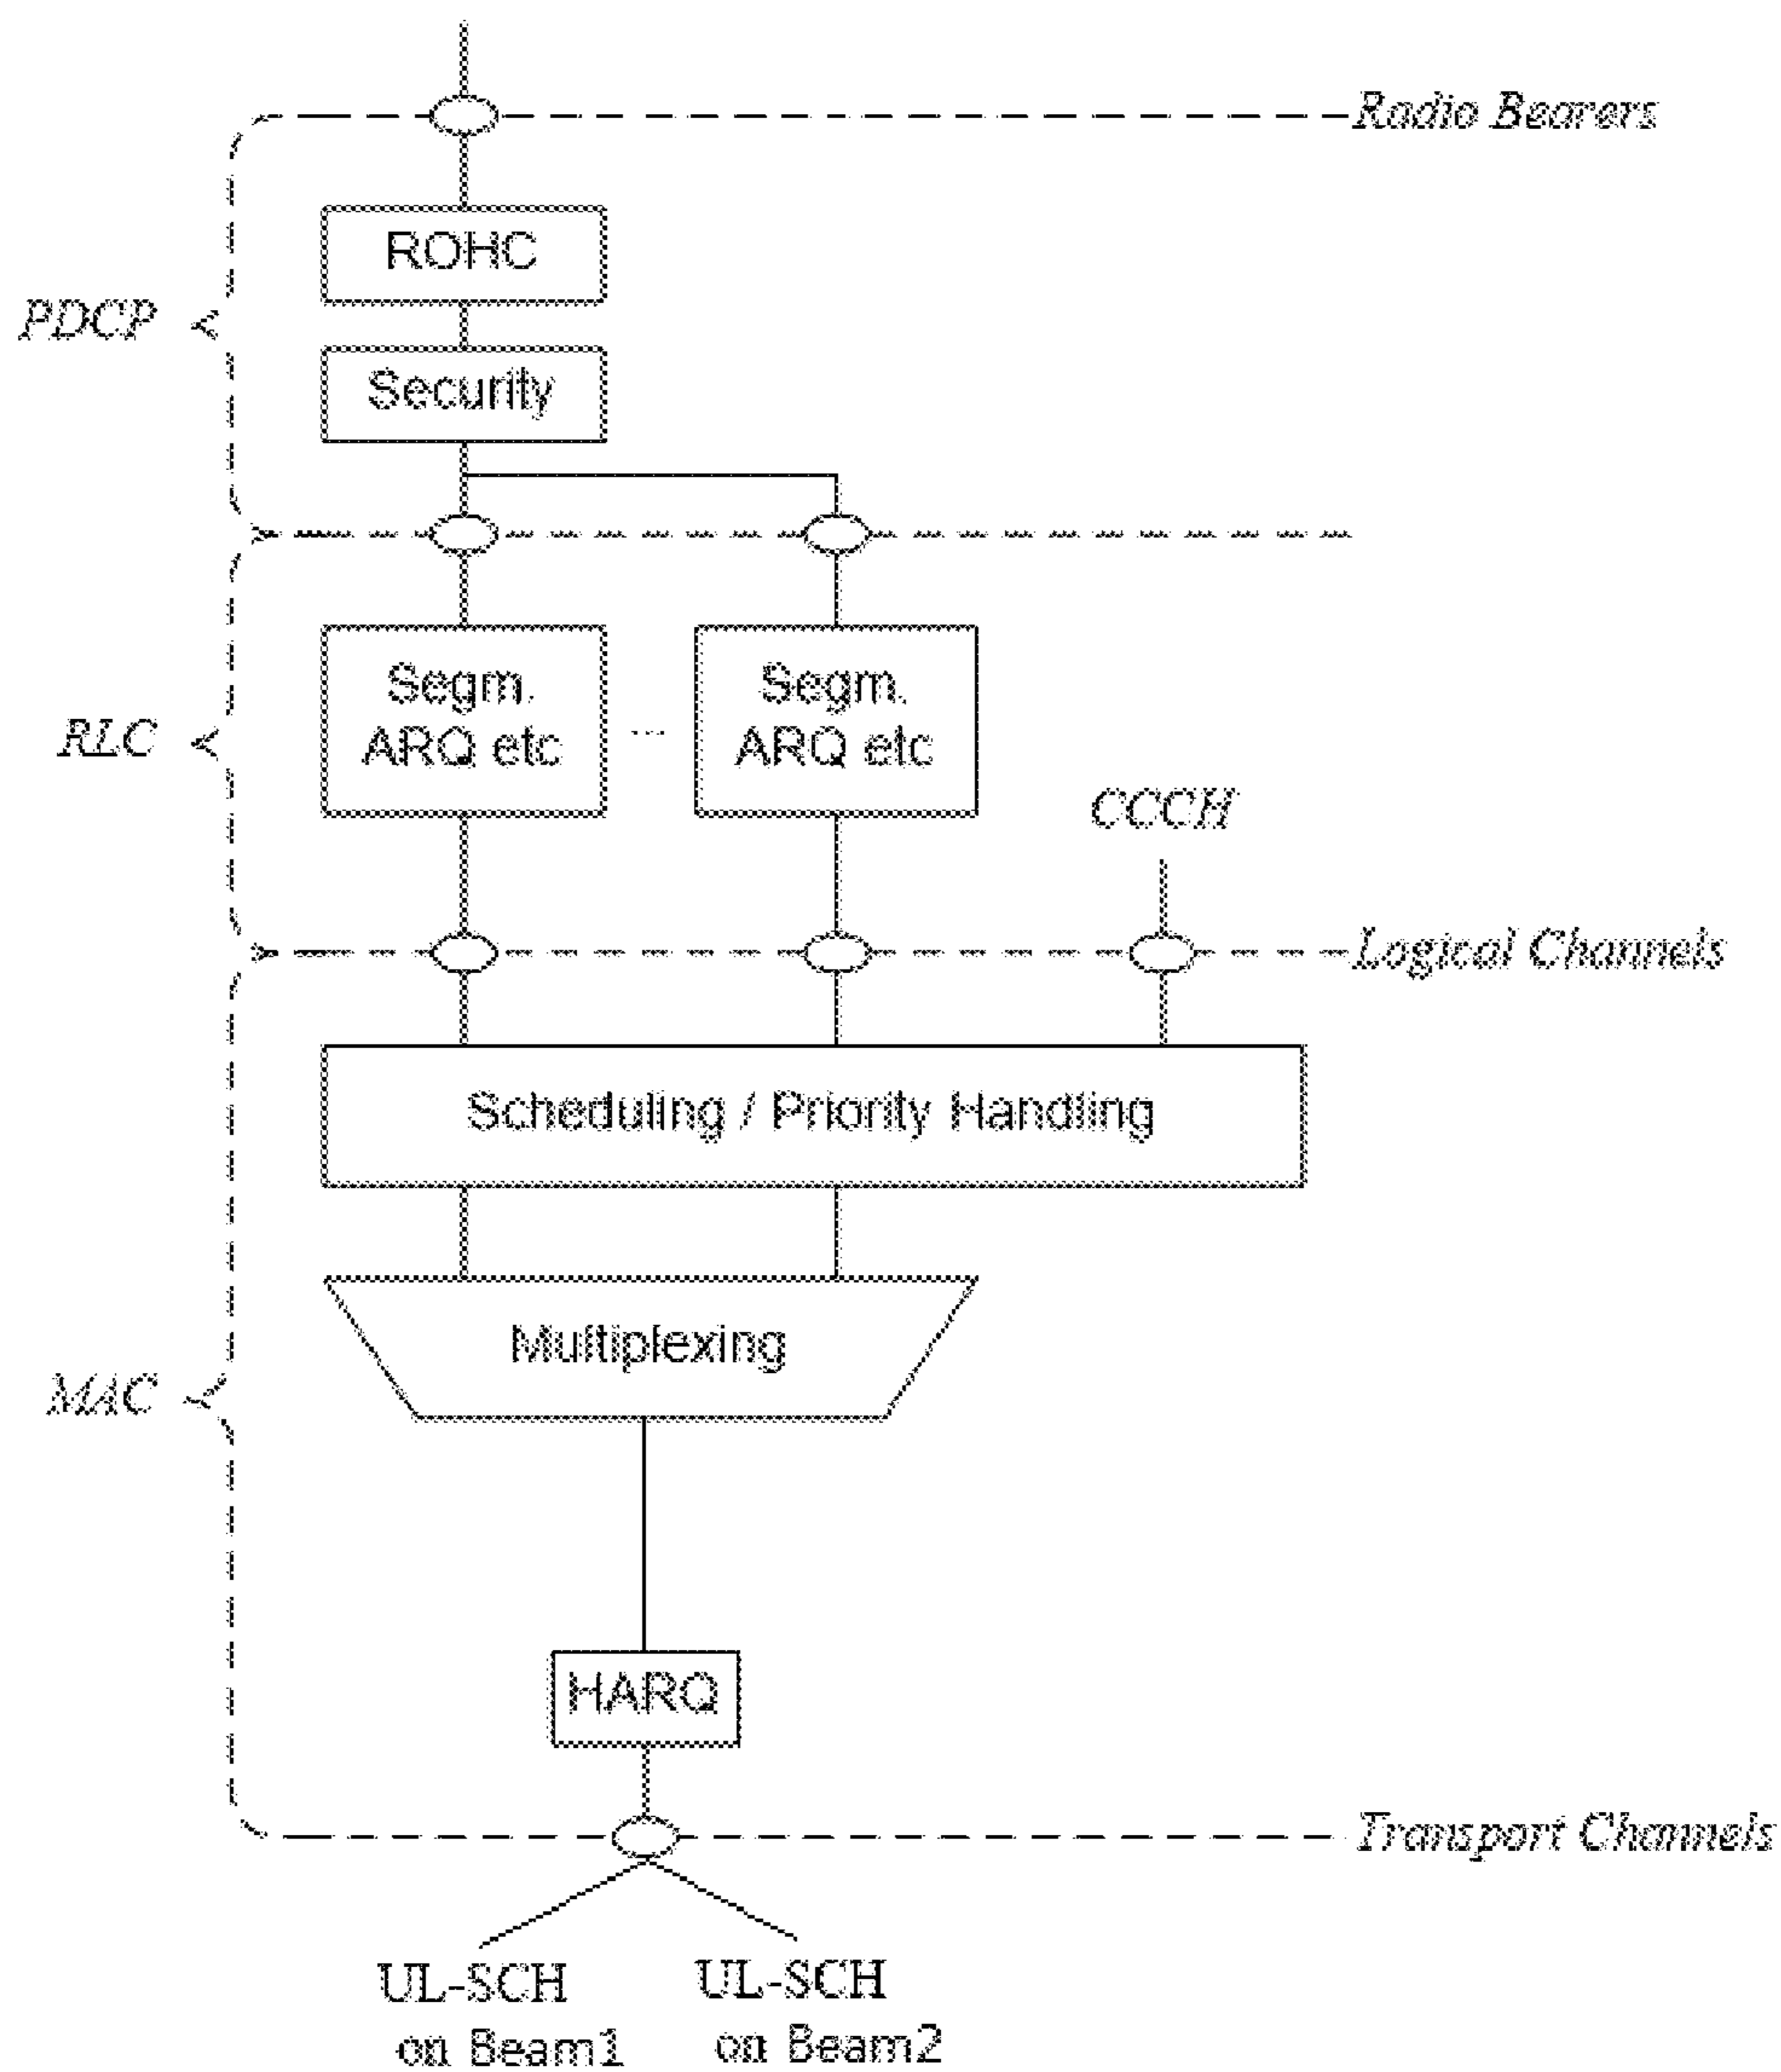 Radio Bearers
ROHC
PDCP
Security
Segm.
ARQ etc
...
Segm.
ARQ etc
RLC
CCCH
Logical Channels
Scheduling / Priority Handling
Multiplexing
MAC
HARQ
Transport Channels
UL-SCH
on Beam1
UL-SCH
on Beam2